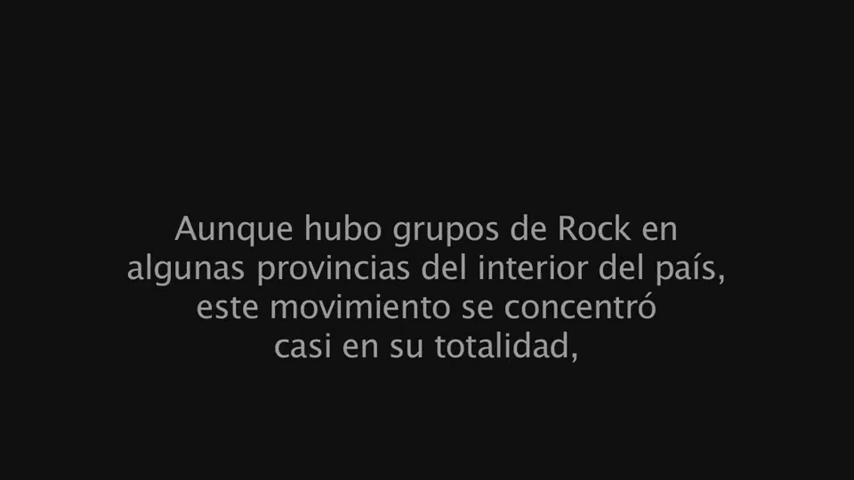 Aunque hubo grupos de Rock en
algunas provincias del interior del país,
este movimiento se concentró
casi en su totalidad,